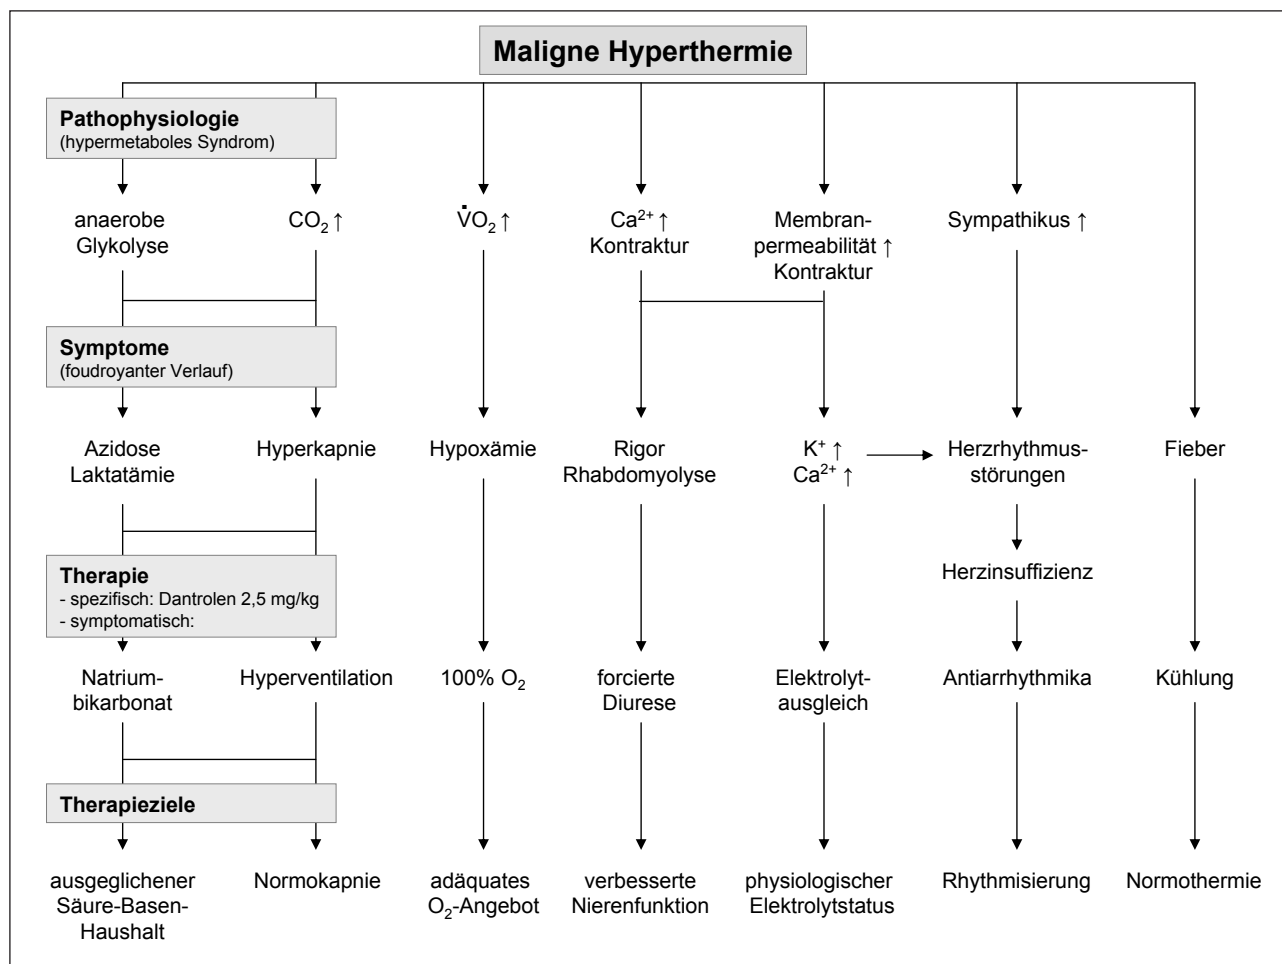 Maligne Hyperthermie
Pathophysiologie
(hypermetaboles Syndrom)
anaerobe
Glykolyse
CO₂ ↑
V̇O₂ ↑
Ca²⁺ ↑
Kontraktur
Membran-
permeabilität ↑
Kontraktur
Sympathikus ↑
Symptome
(foudroyanter Verlauf)
Azidose
Laktatämie
Hyperkapnie
Hypoxämie
Rigor
Rhabdomyolyse
K⁺ ↑
Ca²⁺ ↑
Herzrhythmus-
störungen
Fieber
Herzinsuffizienz
Therapie
- spezifisch: Dantrolen 2,5 mg/kg
- symptomatisch:
Natrium-
bikarbonat
Hyperventilation
100% O₂
forcierte
Diurese
Elektrolyt-
ausgleich
Antiarrhythmika
Kühlung
Therapieziele
ausgeglichener
Säure-Basen-
Haushalt
Normokapnie
adäquates
O₂-Angebot
verbesserte
Nierenfunktion
physiologischer
Elektrolytstatus
Rhythmisierung
Normothermie